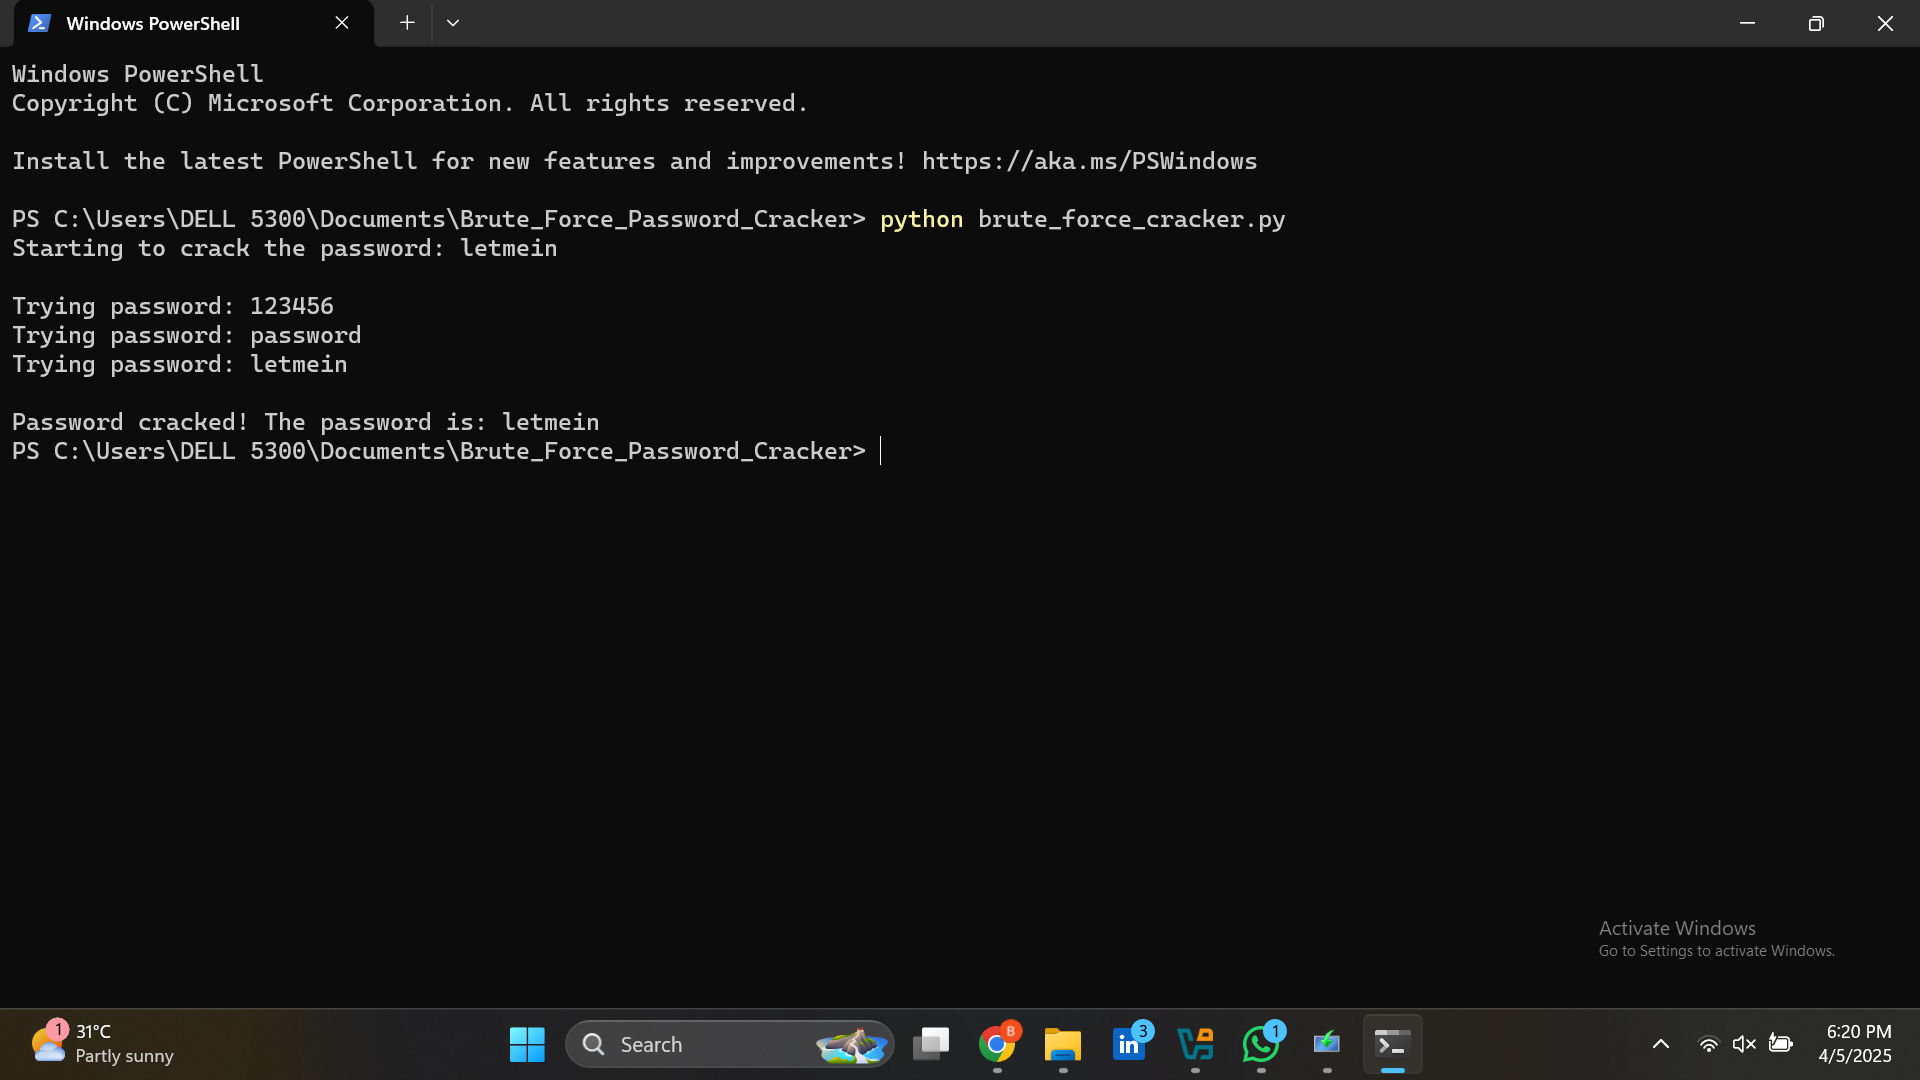 Windows PowerShell
Windows PowerShell
Copyright (C) Microsoft Corporation. All rights reserved.
Install the latest PowerShell for new features and improvements! https://aka.ms/PSWindows
PS C:\Users\DELL 5300\Documents\Brute_Force_Password_Cracker> python brute_force_cracker.py
Starting to crack the password: letmein
Trying password: 123456
Trying password: password
Trying password: letmein
Password cracked! The password is: letmein
PS C:\Users\DELL 5300\Documents\Brute_Force_Password_Cracker>
Activate Windows
Go to Settings to activate Windows.
1
31°C
Partly sunny
Search
B
in
3
1
6:20 PM
4/5/2025